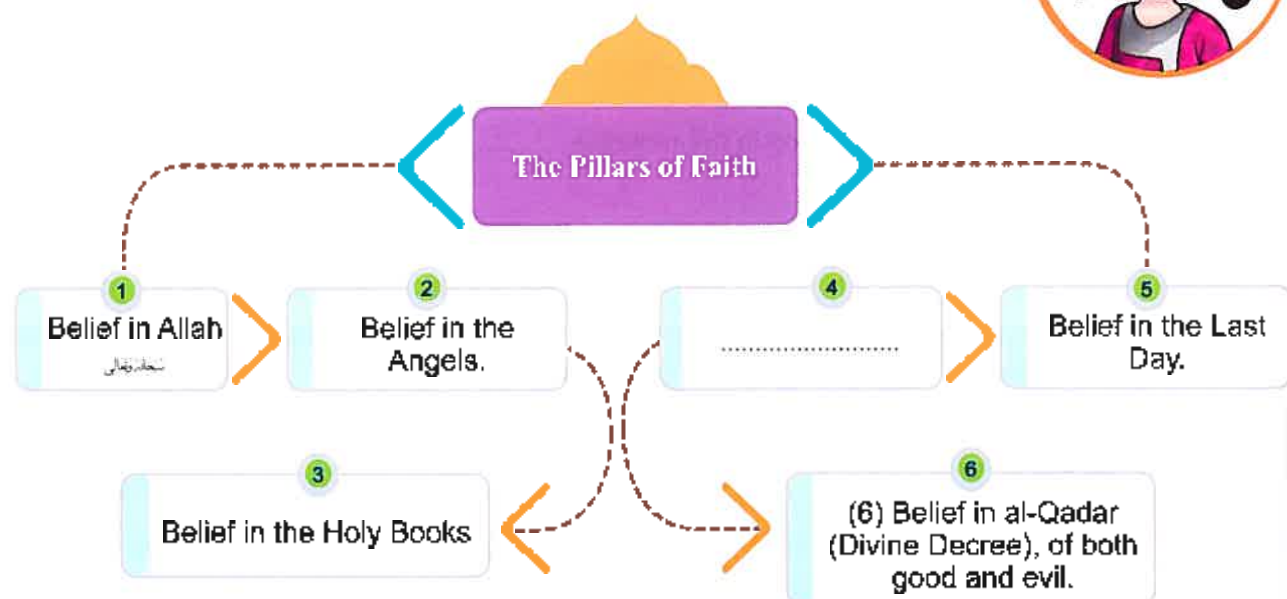 The Pillars of Faith
1
Belief in Allah
سبحانه وتعالى
2
Belief in the
Angels.
3
Belief in the Holy Books
4
........................
5
Belief in the Last
Day.
6
(6) Belief in al-Qadar
(Divine Decree), of both
good and evil.